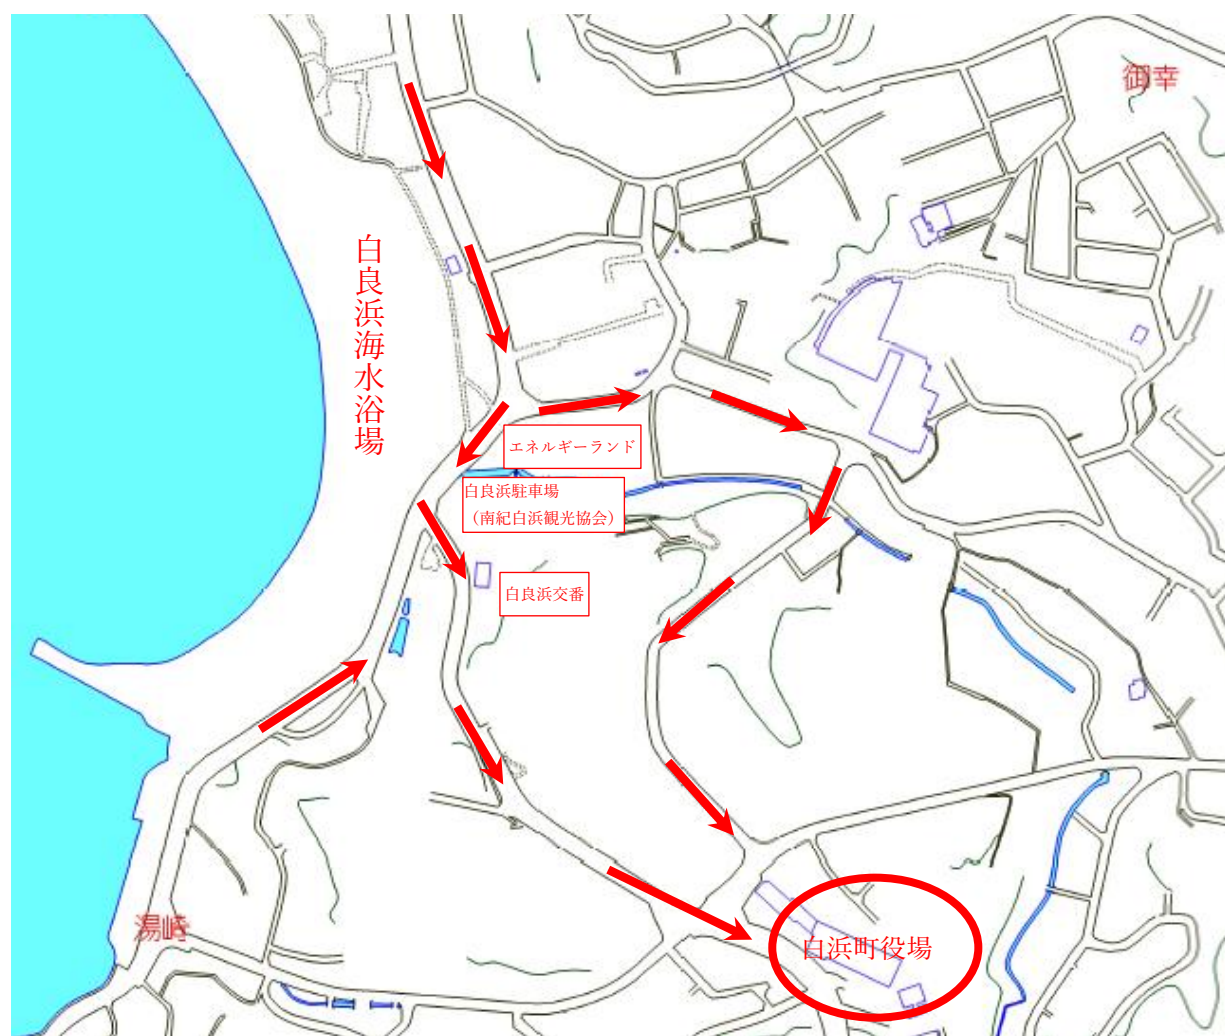 御幸
白良浜海水浴場
エネルギーランド
白良浜駐車場
（南紀白浜観光協会）
白良浜交番
湯崎
白浜町役場